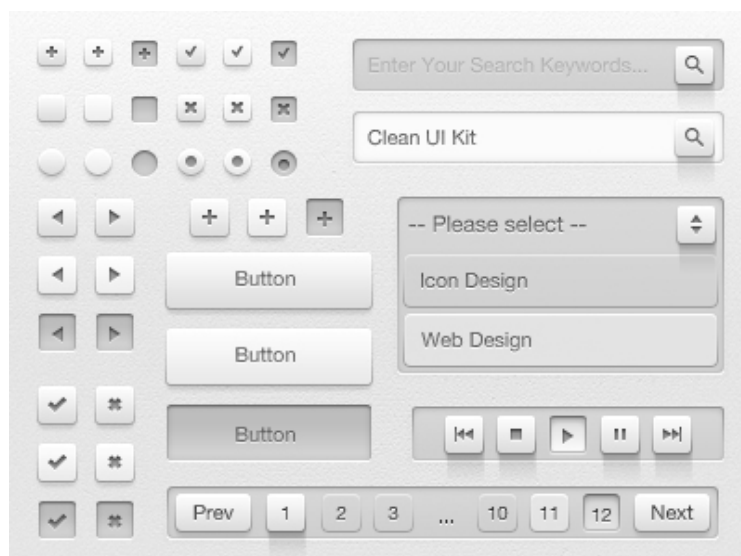 Enter Your Search Keywords...
Clean UI Kit
-- Please select --
Icon Design
Web Design
Button
Button
Button
Prev 1 2 3 ... 10 11 12 Next